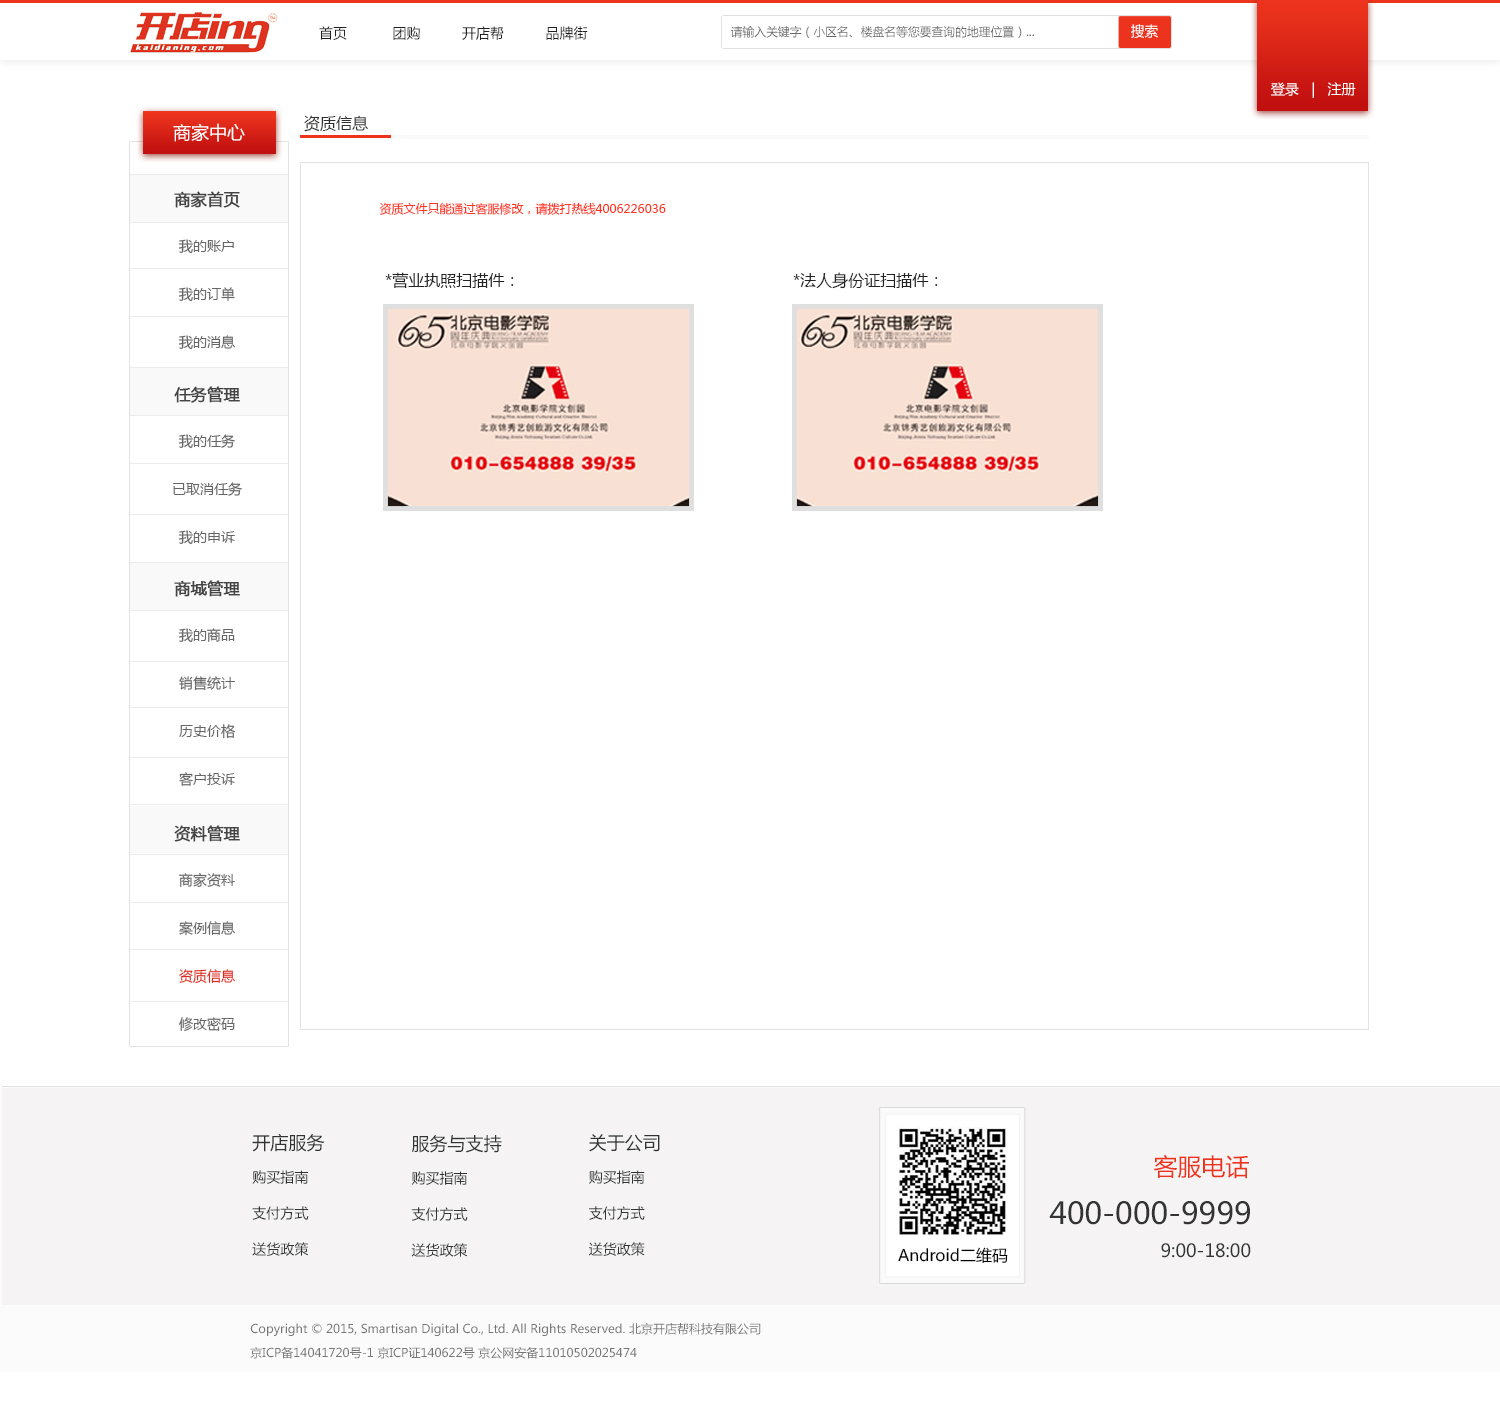 开店ing
kaidianing.com
首页 团购 开店帮 品牌街
请输入关键字（小区名、楼盘名等您要查询的地理位置）...
搜索
登录 | 注册
商家中心
商家首页
我的账户
我的订单
我的消息
任务管理
我的任务
已取消任务
我的申诉
商城管理
我的商品
销售统计
历史价格
客户投诉
资料管理
商家资料
案例信息
资质信息
修改密码
资质信息
资质文件只能通过客服修改，请拨打热线4006226036
*营业执照扫描件：
65 北京电影学院
周年庆典
北京电影学院文创园
北京锦秀艺创旅游文化有限公司
010-654888 39/35
*法人身份证扫描件：
65 北京电影学院
周年庆典
北京电影学院文创园
北京锦秀艺创旅游文化有限公司
010-654888 39/35
开店服务
购买指南
支付方式
送货政策
服务与支持
购买指南
支付方式
送货政策
关于公司
购买指南
支付方式
送货政策
Android二维码
客服电话
400-000-9999
9:00-18:00
Copyright © 2015, Smartisan Digital Co., Ltd. All Rights Reserved. 北京开店帮科技有限公司
京ICP备14041720号-1 京ICP证140622号 京公网安备11010502025474